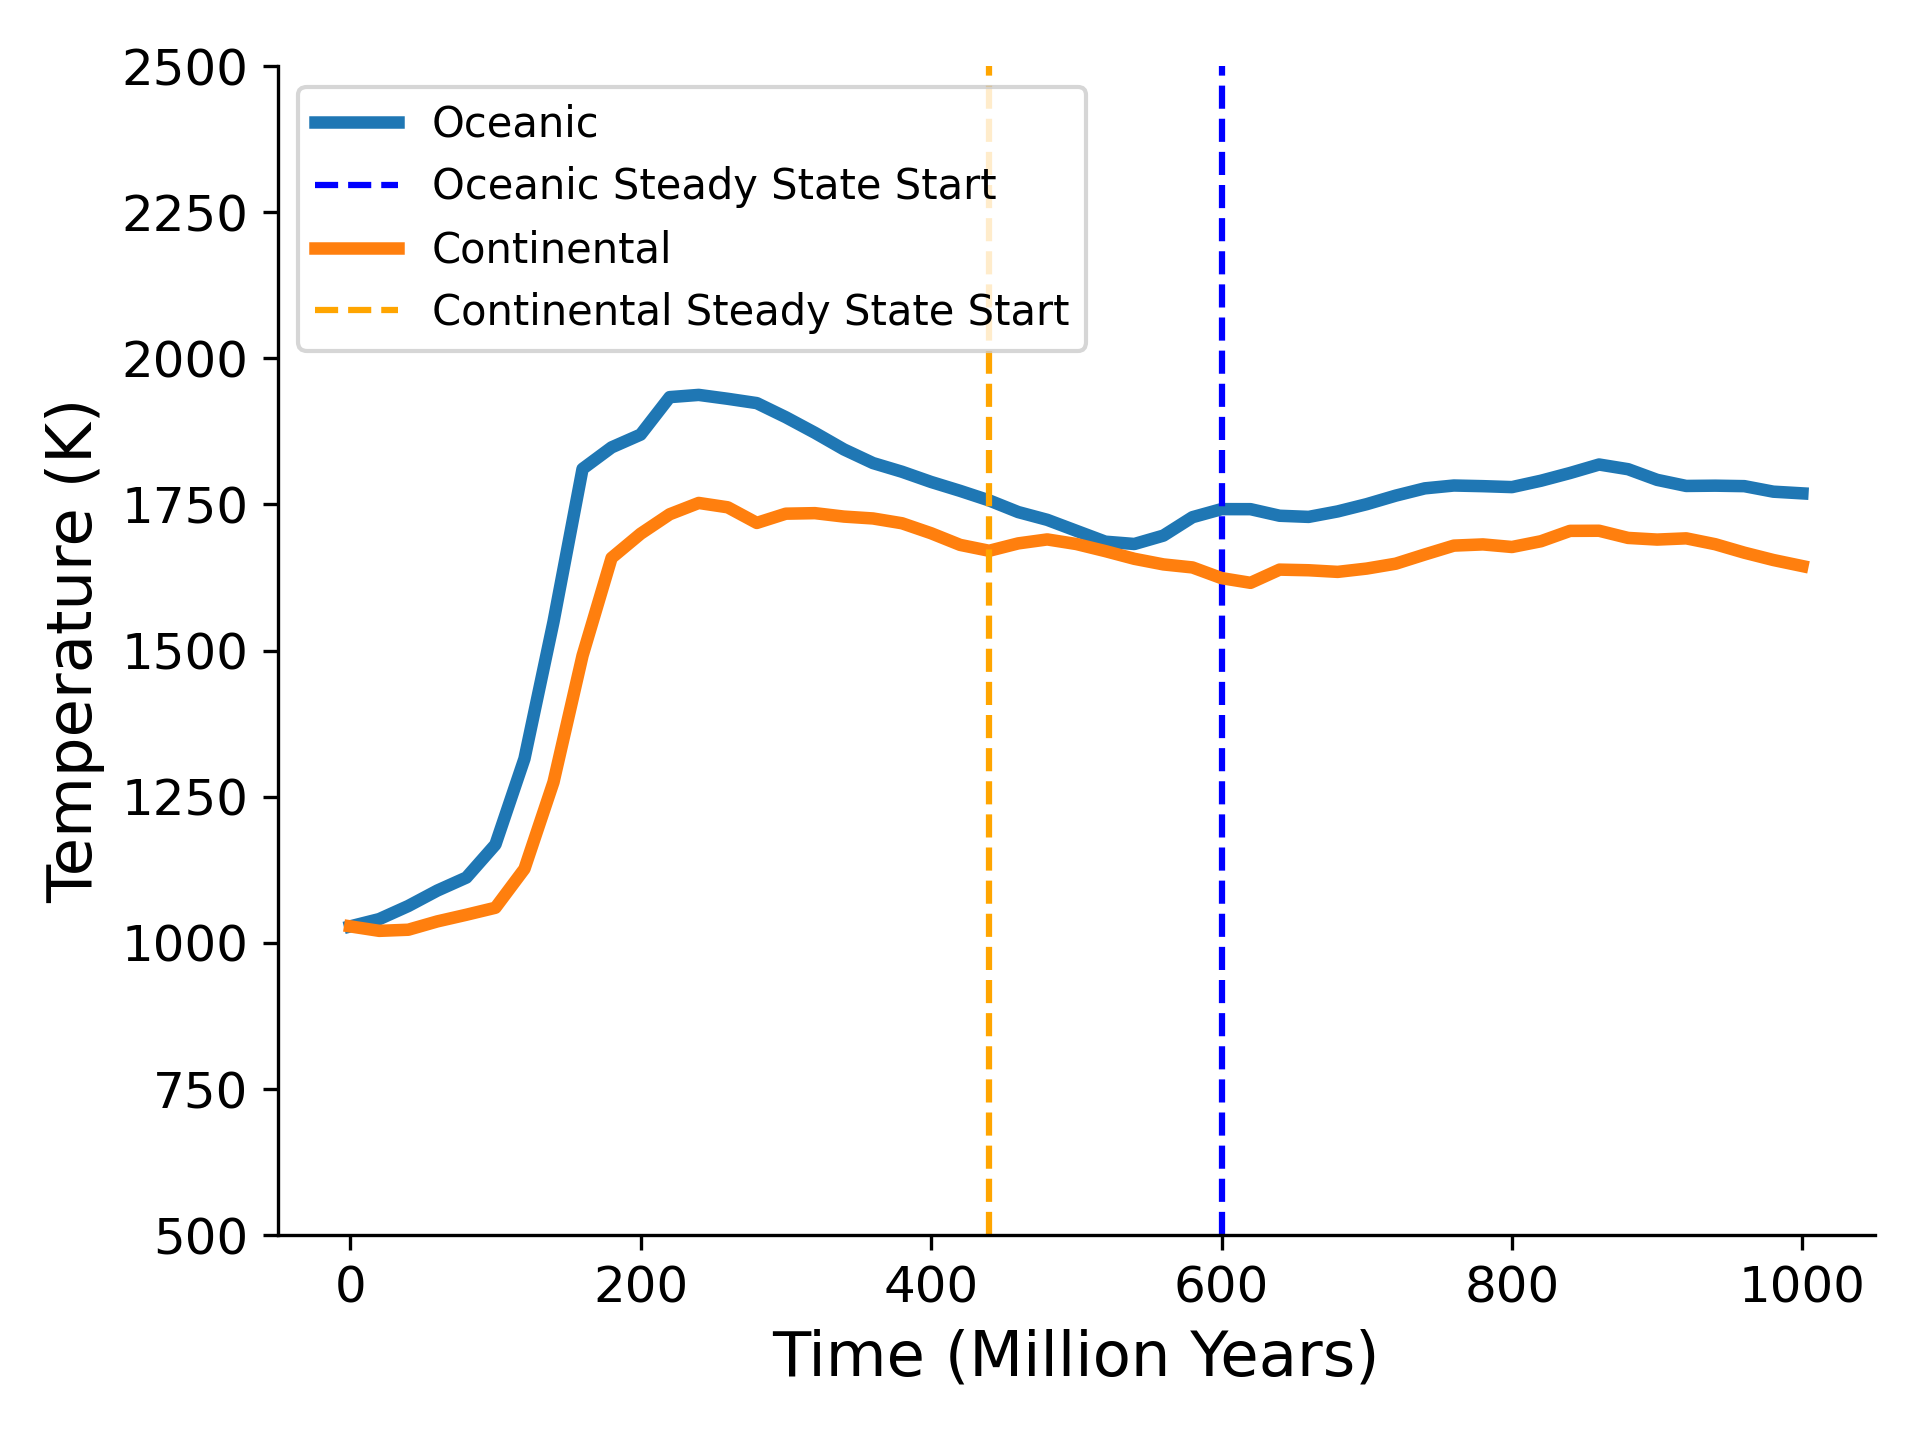 2500
2250
2000
1750
1500
1250
1000
750
500
Temperature (K)
Oceanic
Oceanic Steady State Start
Continental
Continental Steady State Start
0 200 400 600 800 1000
Time (Million Years)